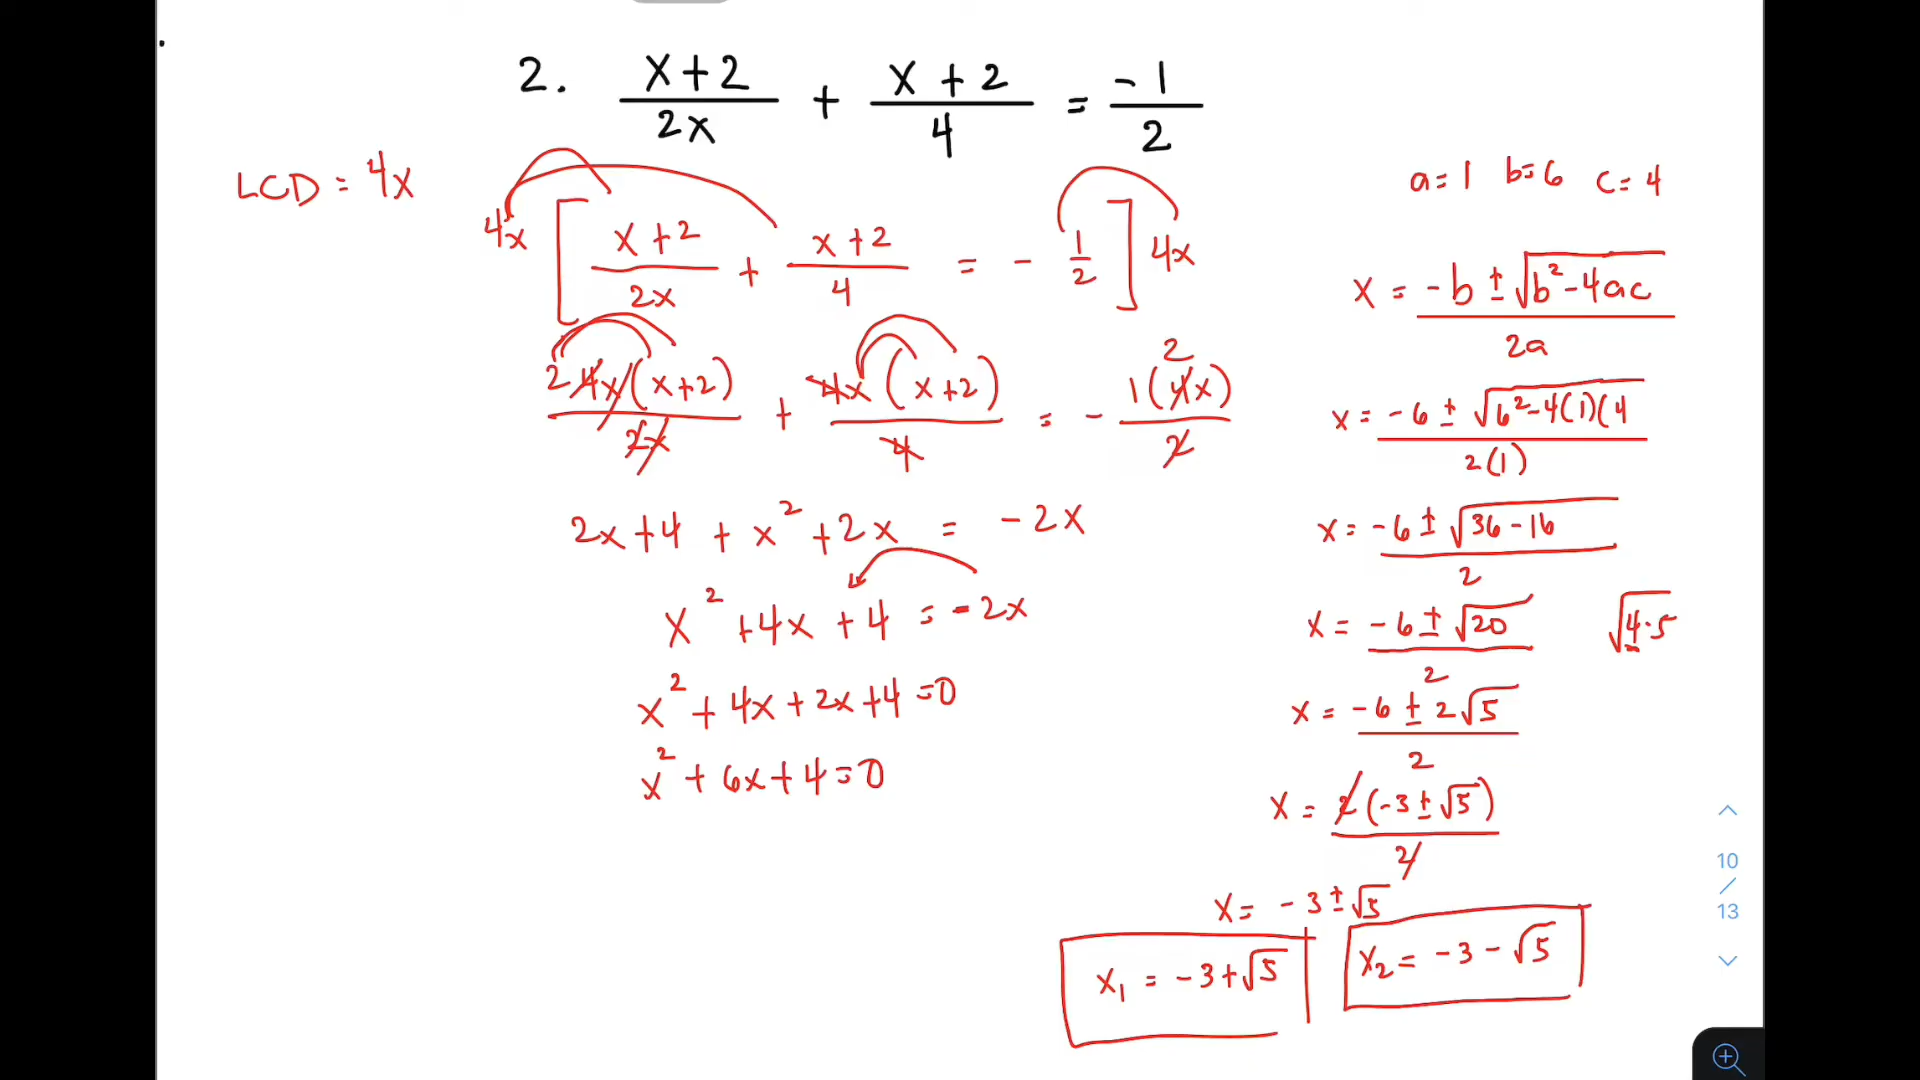 2. x+2/2x + x+2/4 = -1/2
LCD = 4x
4x [ x+2/2x + x+2/4 = - 1/2 ] 4x
2 4x(x+2)/2x + 4x(x+2)/4 = - 1(4x)/2 2
2x+4 + x² +2x = -2x
x² +4x +4 = -2x
x² + 4x + 2x + 4 = 0
x² + 6x + 4 = 0
a = 1 b = 6 c = 4
x = -b ± √b² - 4ac/2a
x = -6 ± √6² - 4(1)(4/2(1)
x = -6 ± √36 - 16/2
x = -6 ± √20/2 √4·5
x = -6 ± 2√5/2
x = 2(-3 ± √5)/2
x = -3 ± √5
x₁ = -3 + √5 x₂ = -3 - √5
10
/
13